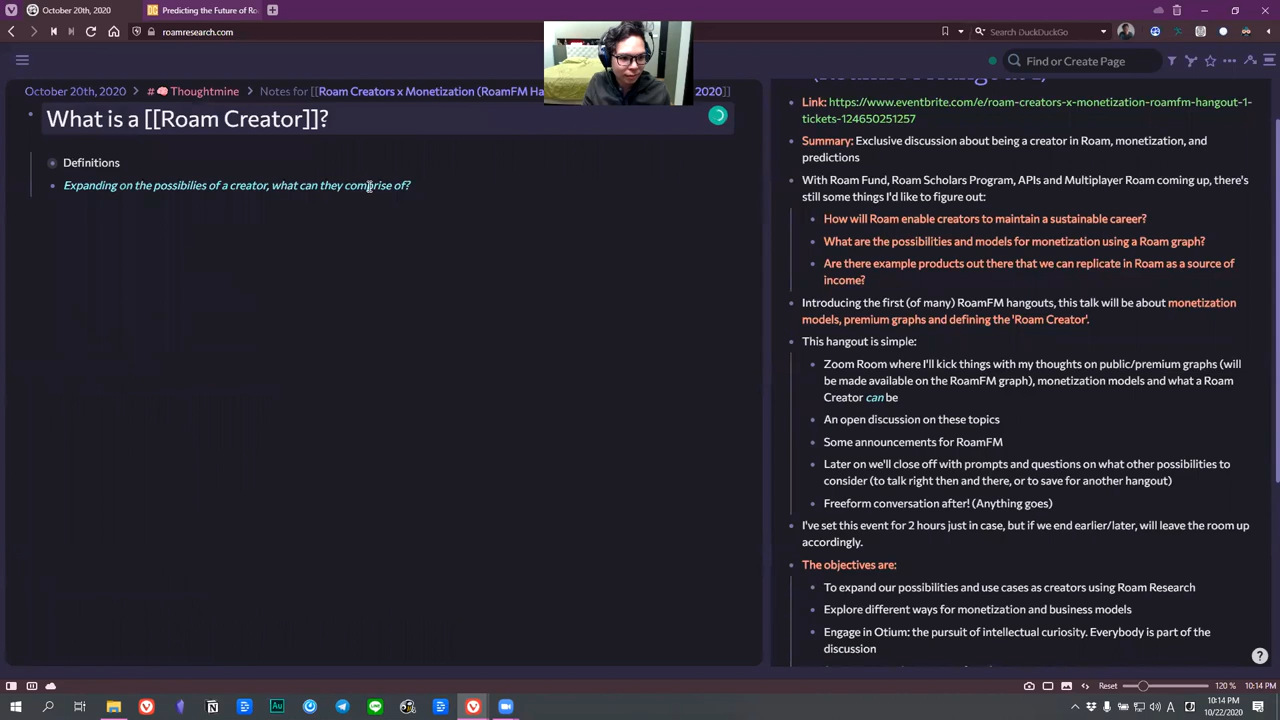 October 20th, 2020
Predicting the Future of Ro
roamresearch.com
Search DuckDuckGo
Find or Create Page
October 20th, 2020 > # Thoughtmine > Notes for [[Roam Creators x Monetization (RoamFM Ha
2020)]]
What is a [[Roam Creator]]?
Definitions
Expanding on the possibilies of a creator, what can they comprise of?
Link: https://www.eventbrite.com/e/roam-creators-x-monetization-roamfm-hangout-1-
tickets-124650251257
Summary: Exclusive discussion about being a creator in Roam, monetization, and
predictions
With Roam Fund, Roam Scholars Program, APIs and Multiplayer Roam coming up, there's
still some things I'd like to figure out:
How will Roam enable creators to maintain a sustainable career?
What are the possibilities and models for monetization using a Roam graph?
Are there example products out there that we can replicate in Roam as a source of
income?
Introducing the first (of many) RoamFM hangouts, this talk will be about monetization
models, premium graphs and defining the 'Roam Creator'.
This hangout is simple:
Zoom Room where I'll kick things with my thoughts on public/premium graphs (will
be made available on the RoamFM graph), monetization models and what a Roam
Creator can be
An open discussion on these topics
Some announcements for RoamFM
Later on we'll close off with prompts and questions on what other possibilities to
consider (to talk right then and there, or to save for another hangout)
Freeform conversation after! (Anything goes)
I've set this event for 2 hours just in case, but if we end earlier/later, will leave the room up
accordingly.
The objectives are:
To expand our possibilities and use cases as creators using Roam Research
Explore different ways for monetization and business models
Engage in Otium: the pursuit of intellectual curiosity. Everybody is part of the
discussion
Reset
120 %
10:14 PM
10:14 PM
10/22/2020